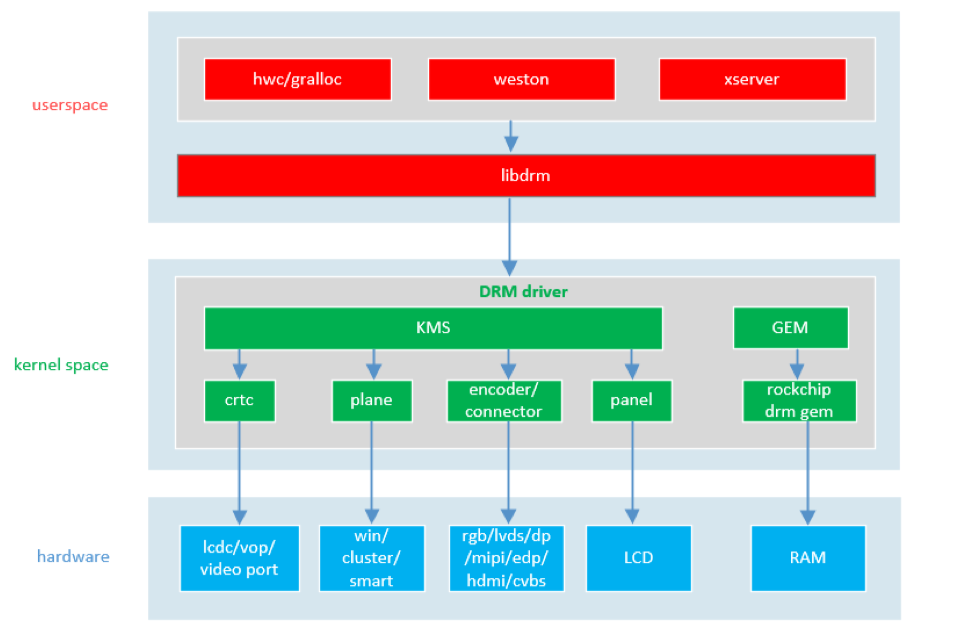 hwc/gralloc
weston
xserver
userspace
libdrm
DRM driver
KMS
GEM
kernel space
crtc
plane
encoder/
connector
panel
rockchip
drm gem
hardware
lcdc/vop/
video port
win/
cluster/
smart
rgb/lvds/dp
/mipi/edp/
hdmi/cvbs
LCD
RAM